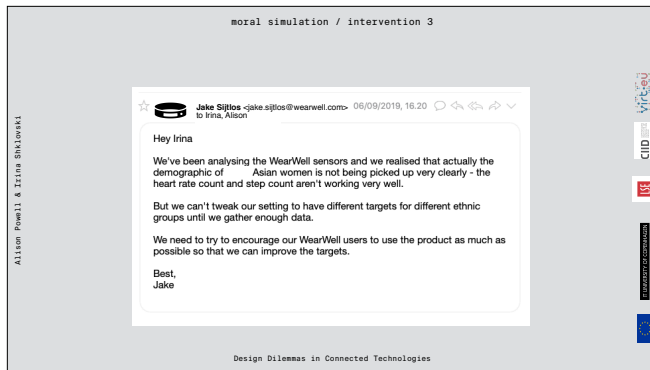 moral simulation / intervention 3
Alison Powell & Irina Shklovski
Jake Sijtlos <jake.sijtlos@wearwell.com> 06/09/2019, 16.20
to Irina, Alison
Hey Irina
We've been analysing the WearWell sensors and we realised that actually the
demographic of Asian women is not being picked up very clearly - the
heart rate count and step count aren't working very well.
But we can't tweak our setting to have different targets for different ethnic
groups until we gather enough data.
We need to try to encourage our WearWell users to use the product as much as
possible so that we can improve the targets.
Best,
Jake
virt-eu
CIID
LSE
IT UNIVERSITY OF COPENHAGEN
Design Dilemmas in Connected Technologies